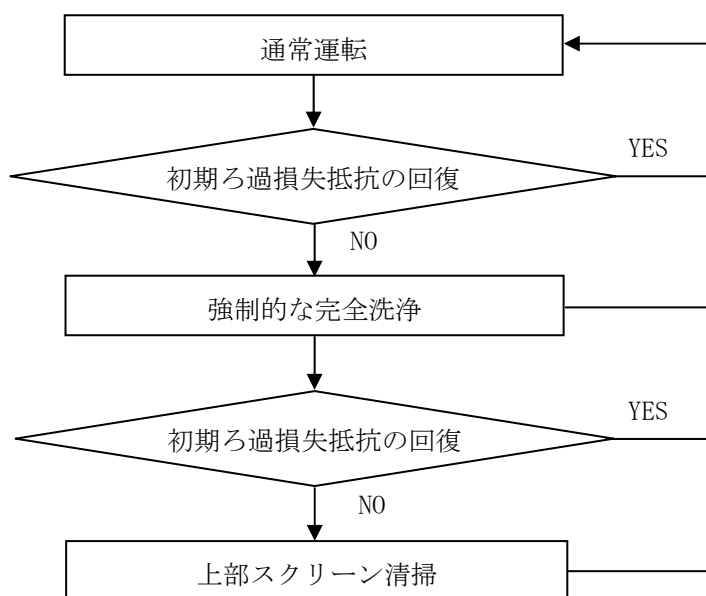 通常運転
YES
初期ろ過損失抵抗の回復
NO
強制的な完全洗浄
YES
初期ろ過損失抵抗の回復
NO
上部スクリーン清掃